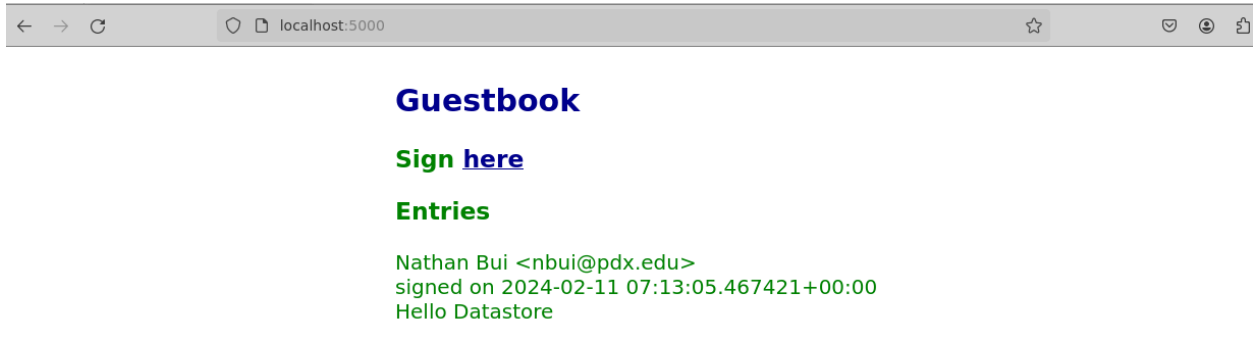 localhost:5000
Guestbook
Sign here
Entries
Nathan Bui <nbui@pdx.edu>
signed on 2024-02-11 07:13:05.467421+00:00
Hello Datastore